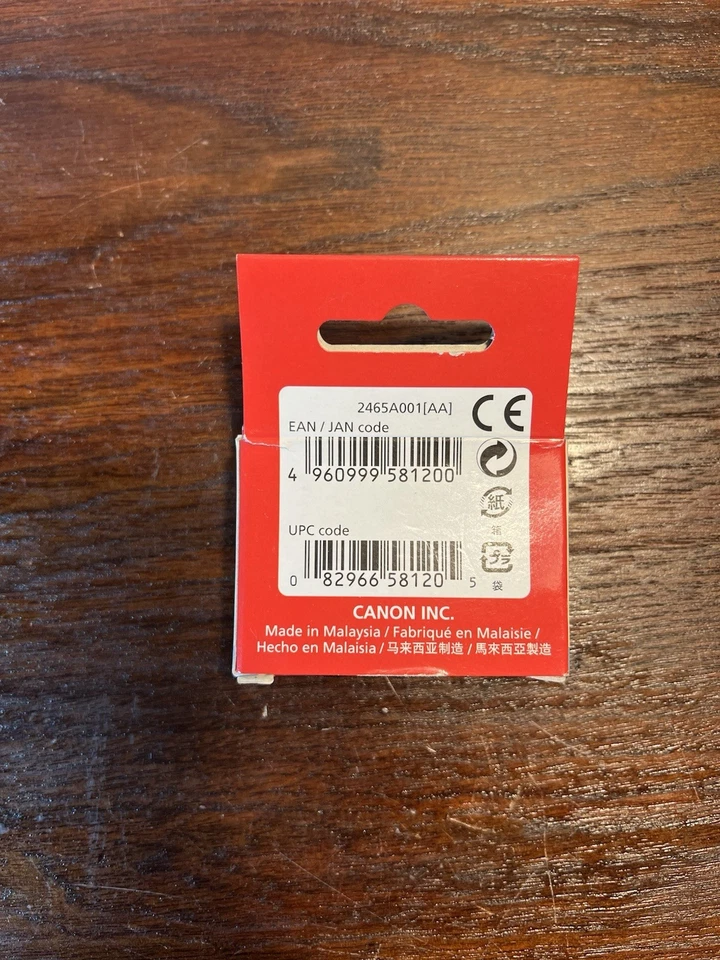 2465A001[AA]
CE
EAN / JAN code
4 960999 581200
紙
箱
UPC code
プラ
0 82966 58120 5
袋
CANON INC.
Made in Malaysia / Fabriqué en Malaisie /
Hecho en Malaisia / 马来西亚制造 / 馬來西亞製造